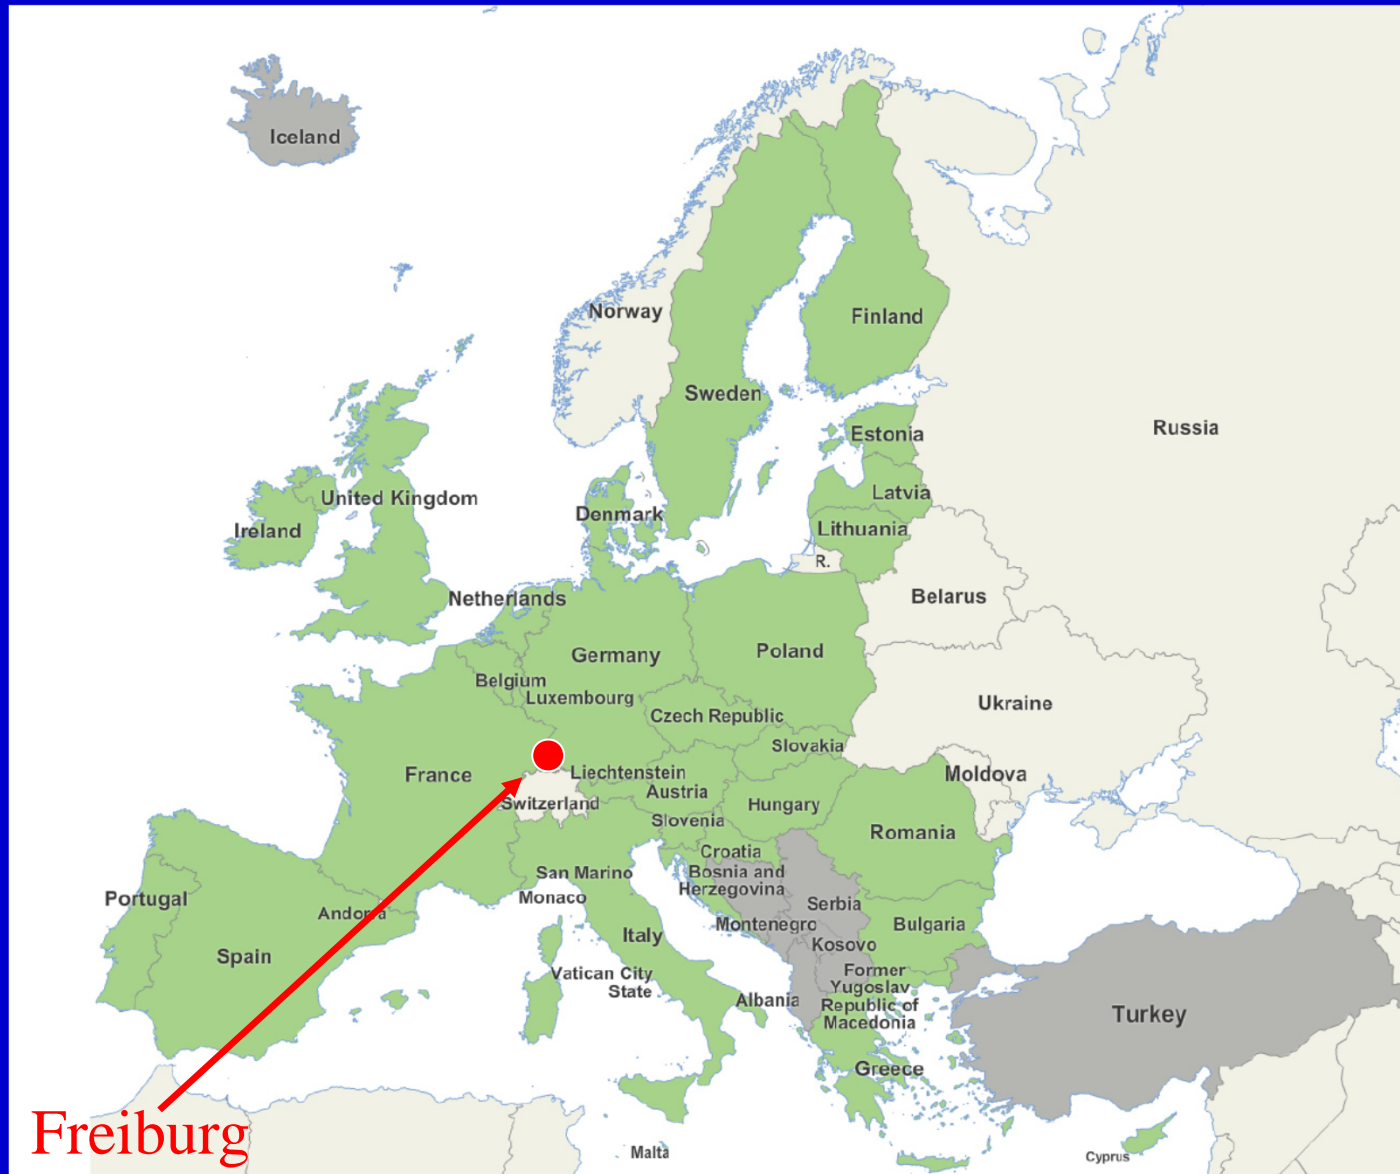 Iceland
Norway
Finland
Sweden
Russia
Estonia
Latvia
United Kingdom
Denmark
Lithuania
Ireland
R.
Netherlands
Belarus
Germany
Poland
Belgium
Luxembourg
Ukraine
Czech Republic
Slovakia
France
Liechtenstein
Moldova
Austria
Switzerland
Hungary
Slovenia
Romania
Croatia
San Marino
Bosnia and
Herzegovina
Portugal
Monaco
Serbia
Andorra
Montenegro
Bulgaria
Italy
Kosovo
Spain
Vatican City
State
Former
Yugoslav
Republic of
Macedonia
Albania
Turkey
Greece
Freiburg
Malta
Cyprus